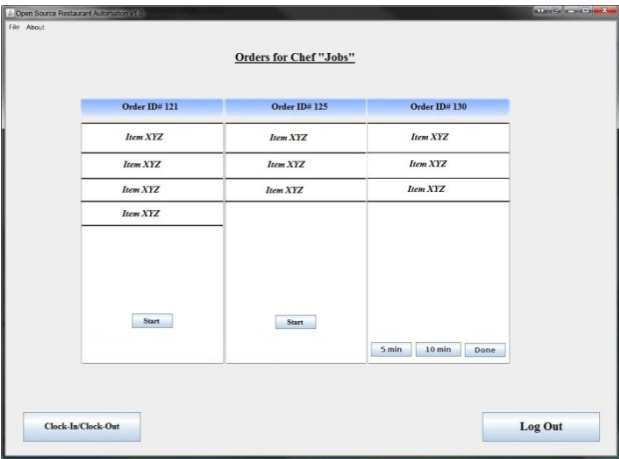 Open Source Restaurant Automation v1.0
File About
Orders for Chef "Jobs"
Order ID# 121 Order ID# 125 Order ID# 130
Item XYZ Item XYZ Item XYZ
Item XYZ Item XYZ Item XYZ
Item XYZ Item XYZ Item XYZ
Item XYZ
Start Start
5 min 10 min Done
Clock-In/Clock-Out Log Out